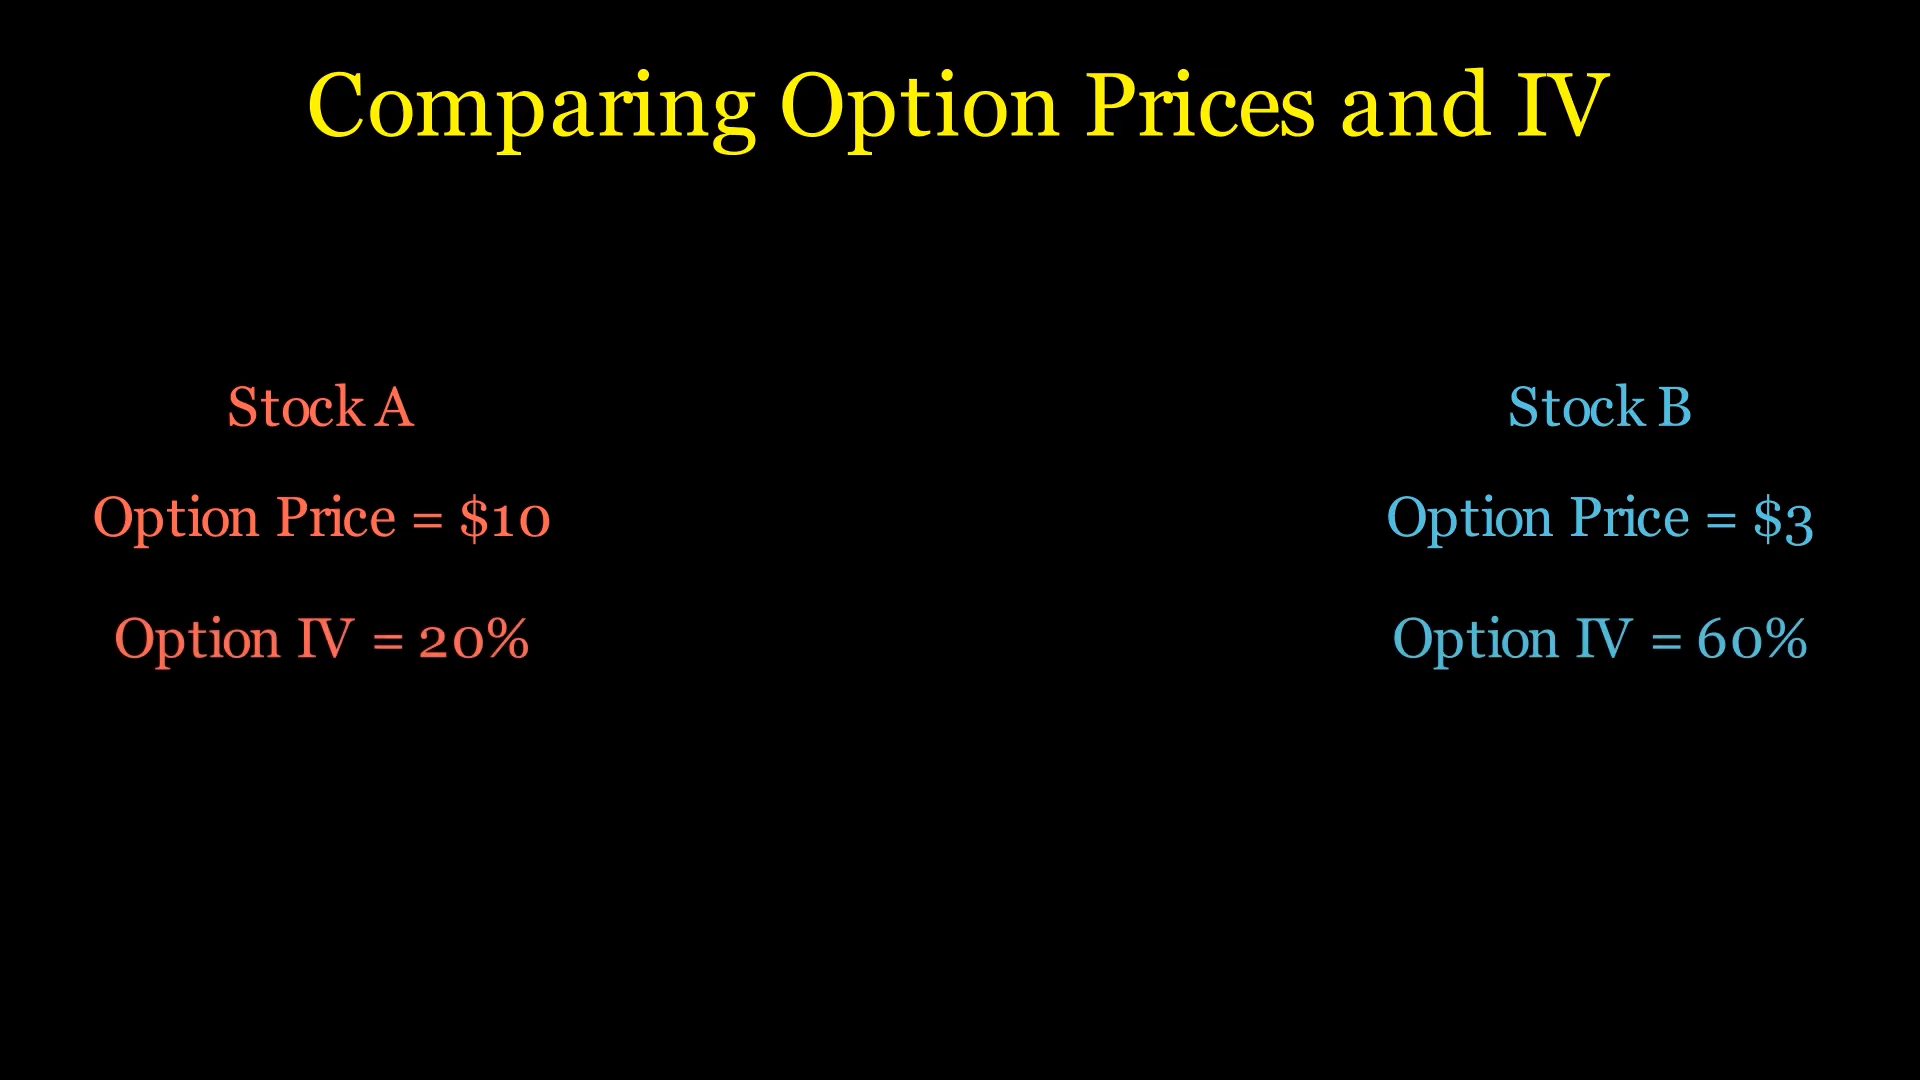 Comparing Option Prices and IV
Stock A
Option Price = $10
Option IV = 20%
Stock B
Option Price = $3
Option IV = 60%